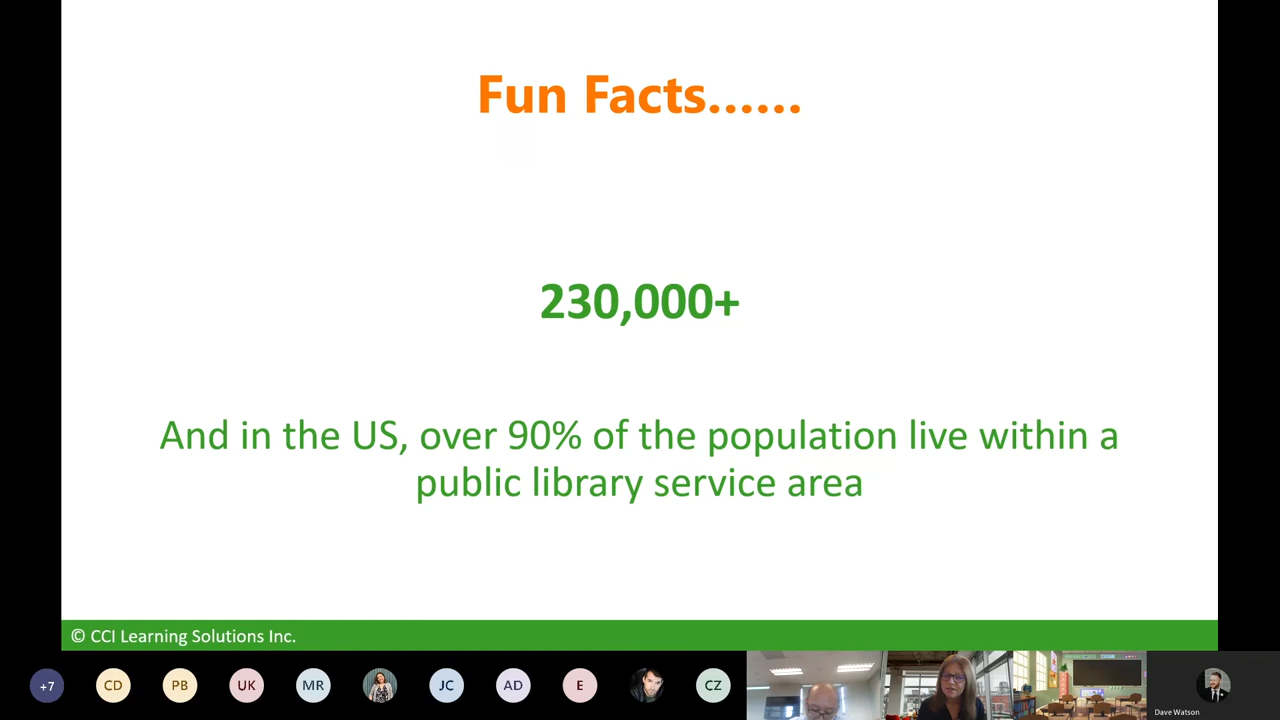 Fun Facts......
230,000+
And in the US, over 90% of the population live within a
public library service area
© CCI Learning Solutions Inc.
+7
CD
PB
UK
MR
JC
AD
E
CZ
Dave Watson